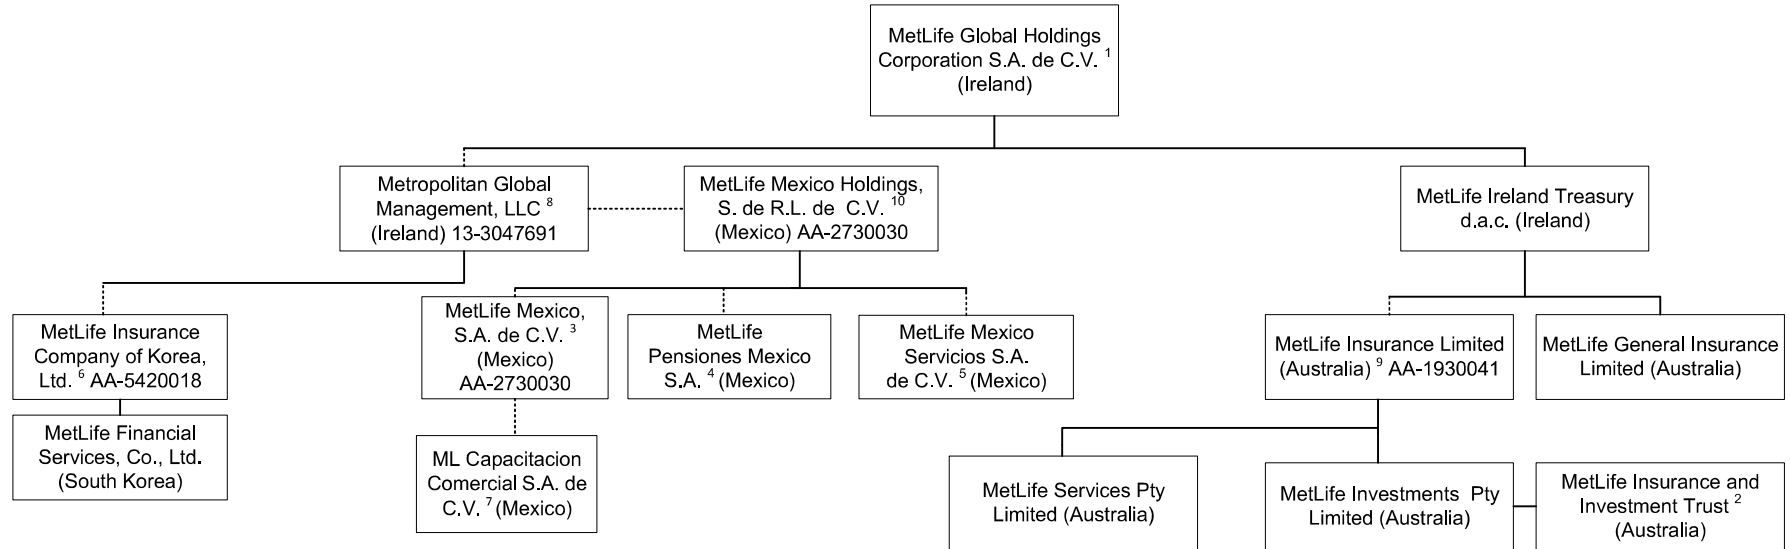 MetLife Global Holdings
Corporation S.A. de C.V. 1
(Ireland)
Metropolitan Global
Management, LLC 8
(Ireland) 13-3047691
MetLife Mexico Holdings,
S. de R.L. de C.V. 10
(Mexico) AA-2730030
MetLife Ireland Treasury
d.a.c. (Ireland)
MetLife Insurance
Company of Korea,
Ltd. 6 AA-5420018
MetLife Mexico,
S.A. de C.V. 3
(Mexico)
AA-2730030
MetLife
Pensiones Mexico
S.A. 4 (Mexico)
MetLife Mexico
Servicios S.A.
de C.V. 5 (Mexico)
MetLife Insurance Limited
(Australia) 9 AA-1930041
MetLife General Insurance
Limited (Australia)
MetLife Financial
Services, Co., Ltd.
(South Korea)
ML Capacitacion
Comercial S.A. de
C.V. 7 (Mexico)
MetLife Services Pty
Limited (Australia)
MetLife Investments Pty
Limited (Australia)
MetLife Insurance and
Investment Trust 2
(Australia)